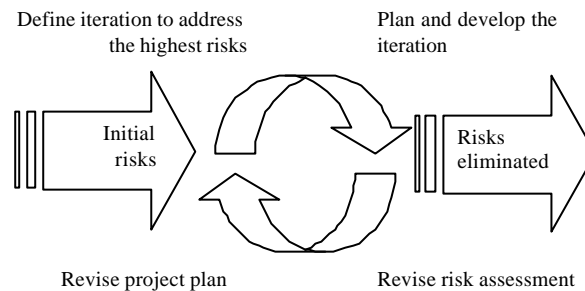 Define iteration to address
the highest risks
Plan and develop the
iteration
Initial
risks
Risks
eliminated
Revise project plan
Revise risk assessment